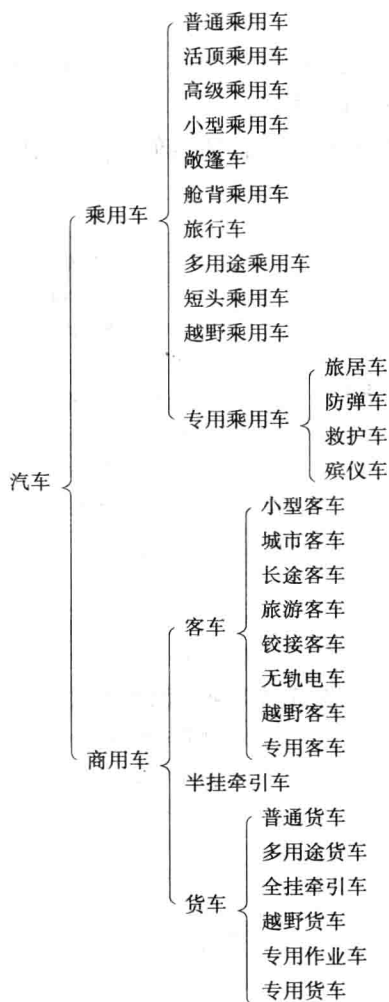 汽车
乘用车
普通乘用车
活顶乘用车
高级乘用车
小型乘用车
敞篷车
舱背乘用车
旅行车
多用途乘用车
短头乘用车
越野乘用车
专用乘用车
旅居车
防弹车
救护车
殡仪车
商用车
客车
小型客车
城市客车
长途客车
旅游客车
铰接客车
无轨电车
越野客车
专用客车
半挂牵引车
货车
普通货车
多用途货车
全挂牵引车
越野货车
专用作业车
专用货车